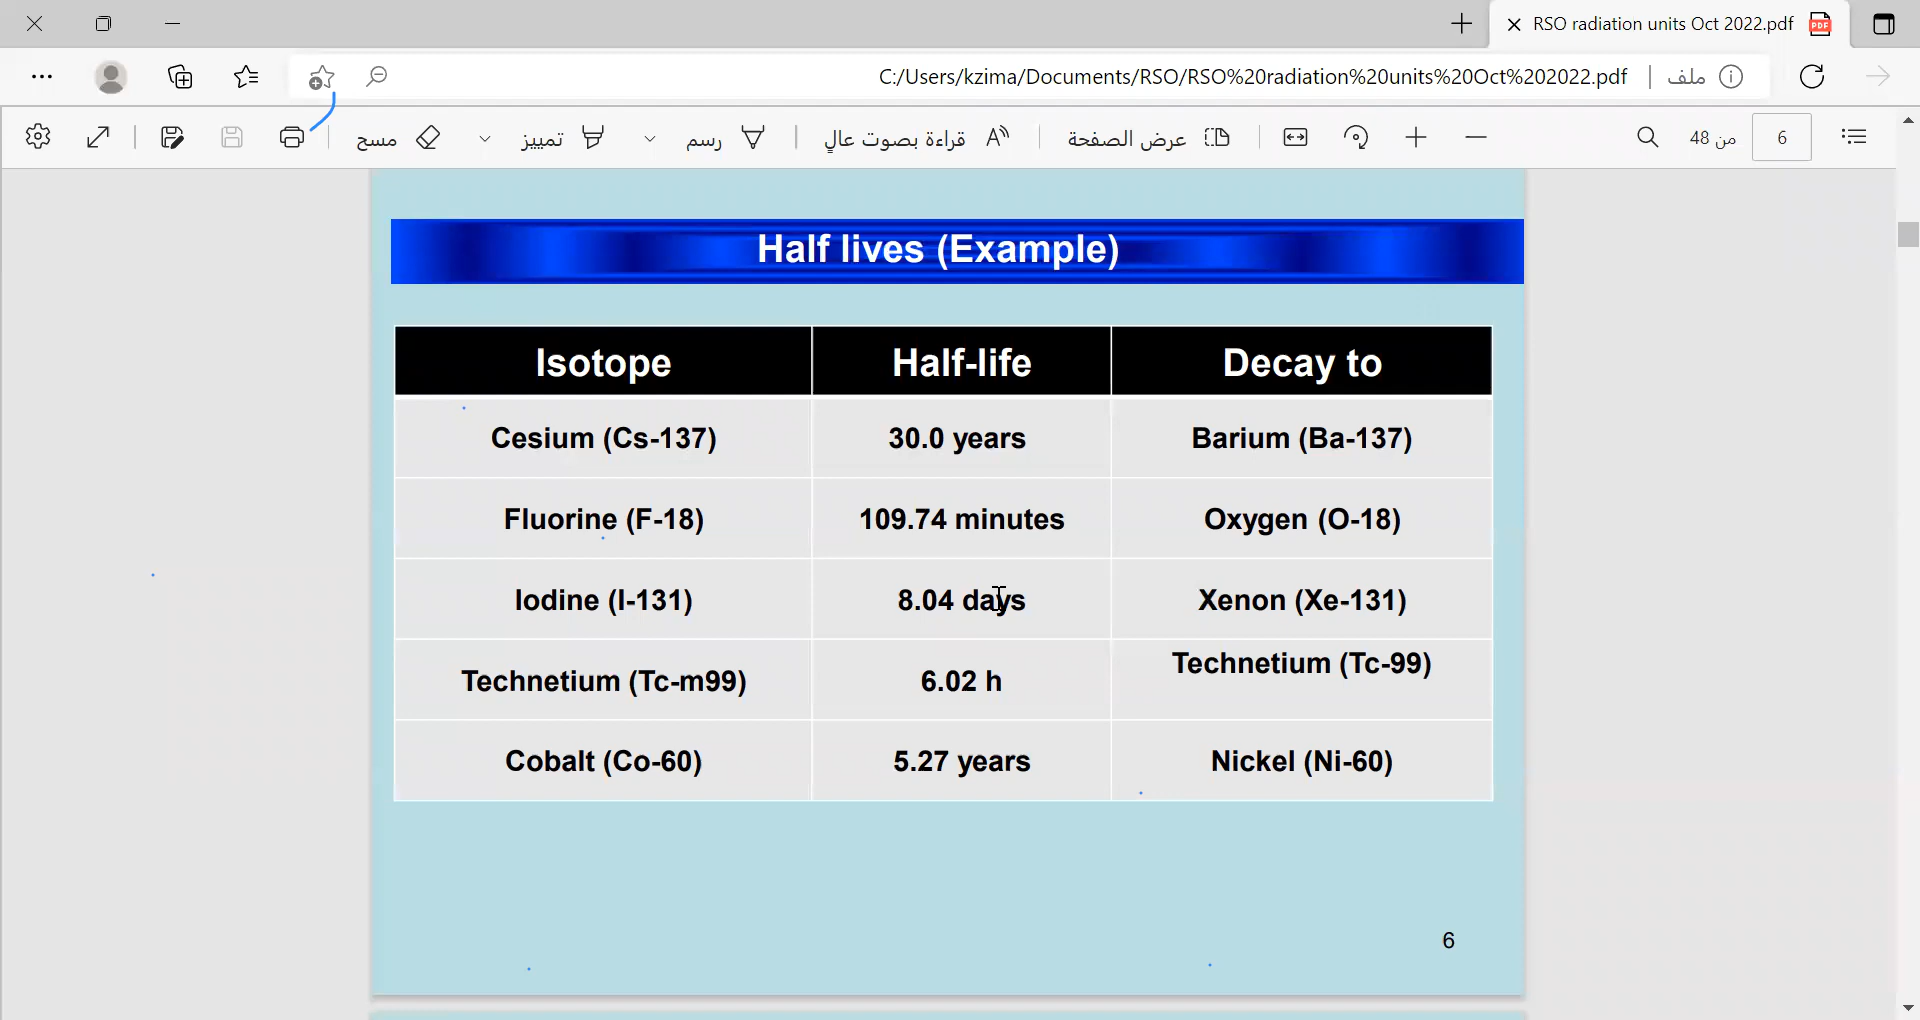 RSO radiation units Oct 2022.pdf
PDF
ملف
C:/Users/kzima/Documents/RSO/RSO%20radiation%20units%20Oct%202022.pdf
6 من 48 عرض الصفحة قراءة بصوت عالٍ رسم تمييز مسح
Half lives (Example)
Isotope Half-life Decay to
Cesium (Cs-137) 30.0 years Barium (Ba-137)
Fluorine (F-18) 109.74 minutes Oxygen (O-18)
Iodine (I-131) 8.04 days Xenon (Xe-131)
Technetium (Tc-m99) 6.02 h Technetium (Tc-99)
Cobalt (Co-60) 5.27 years Nickel (Ni-60)
6